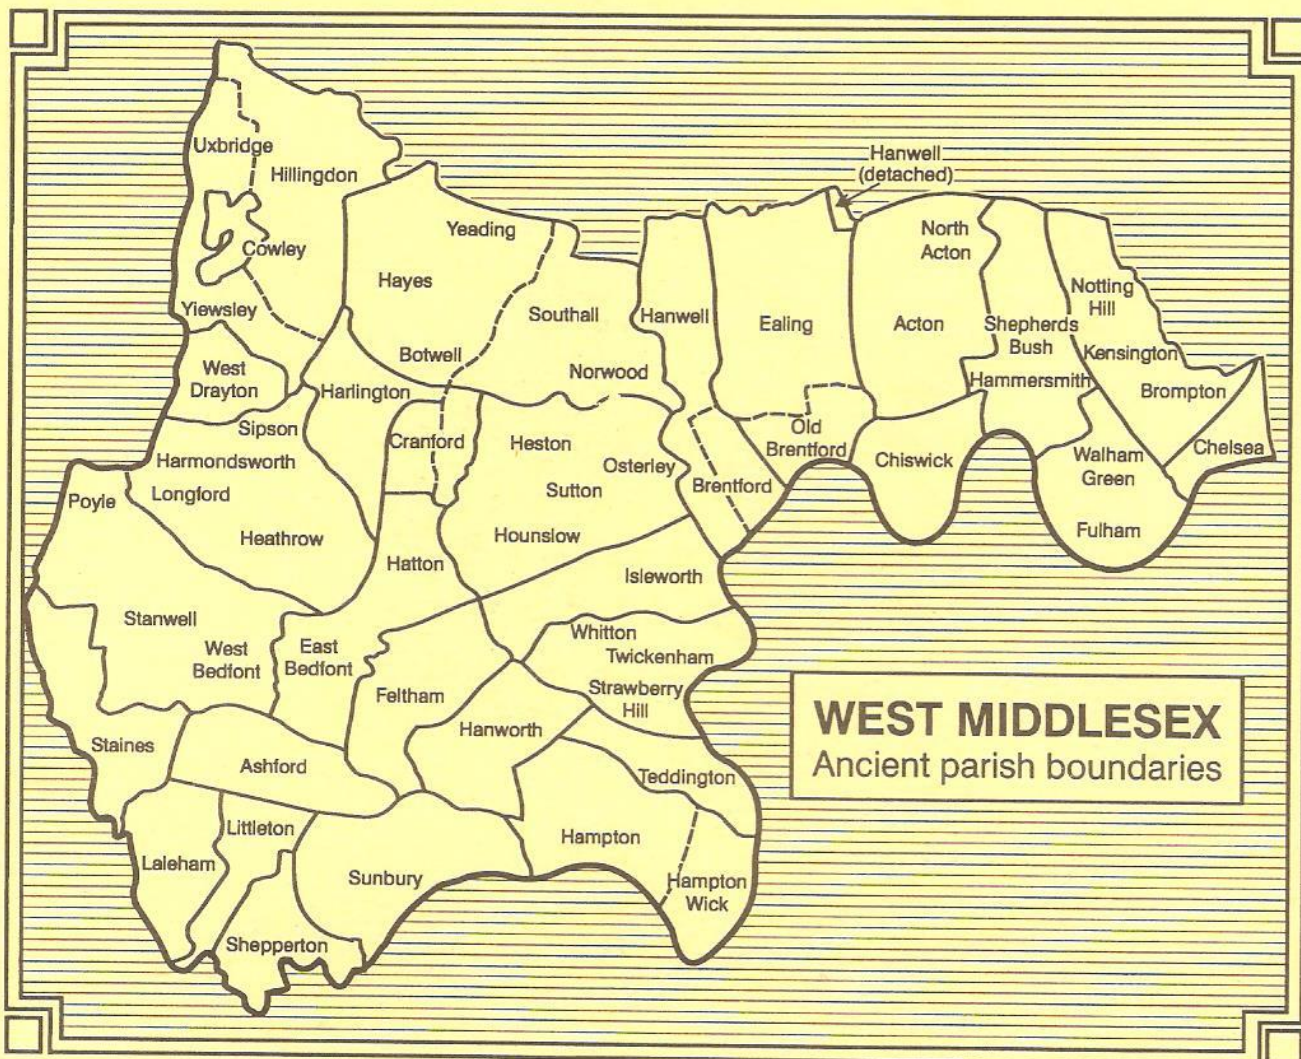 Hanwell
(detached)
Uxbridge
Hillingdon
Cowley
Yiewsley
West
Drayton
Yeading
Hayes
Botwell
Southall
Norwood
Hanwell
Ealing
North
Acton
Acton
Shepherds
Bush
Hammersmith
Notting
Hill
Kensington
Brompton
Chelsea
Walham
Green
Fulham
Chiswick
Old
Brentford
Brentford
Harlington
Cranford
Sipson
Harmondsworth
Longford
Heathrow
Poyle
Heston
Osterley
Sutton
Hounslow
Hatton
Isleworth
Stanwell
West
Bedfont
East
Bedfont
Feltham
Whitton
Twickenham
Strawberry
Hill
Hanworth
Staines
Ashford
Teddington
Littleton
Laleham
Sunbury
Hampton
Hampton
Wick
Shepperton
WEST MIDDLESEX
Ancient parish boundaries